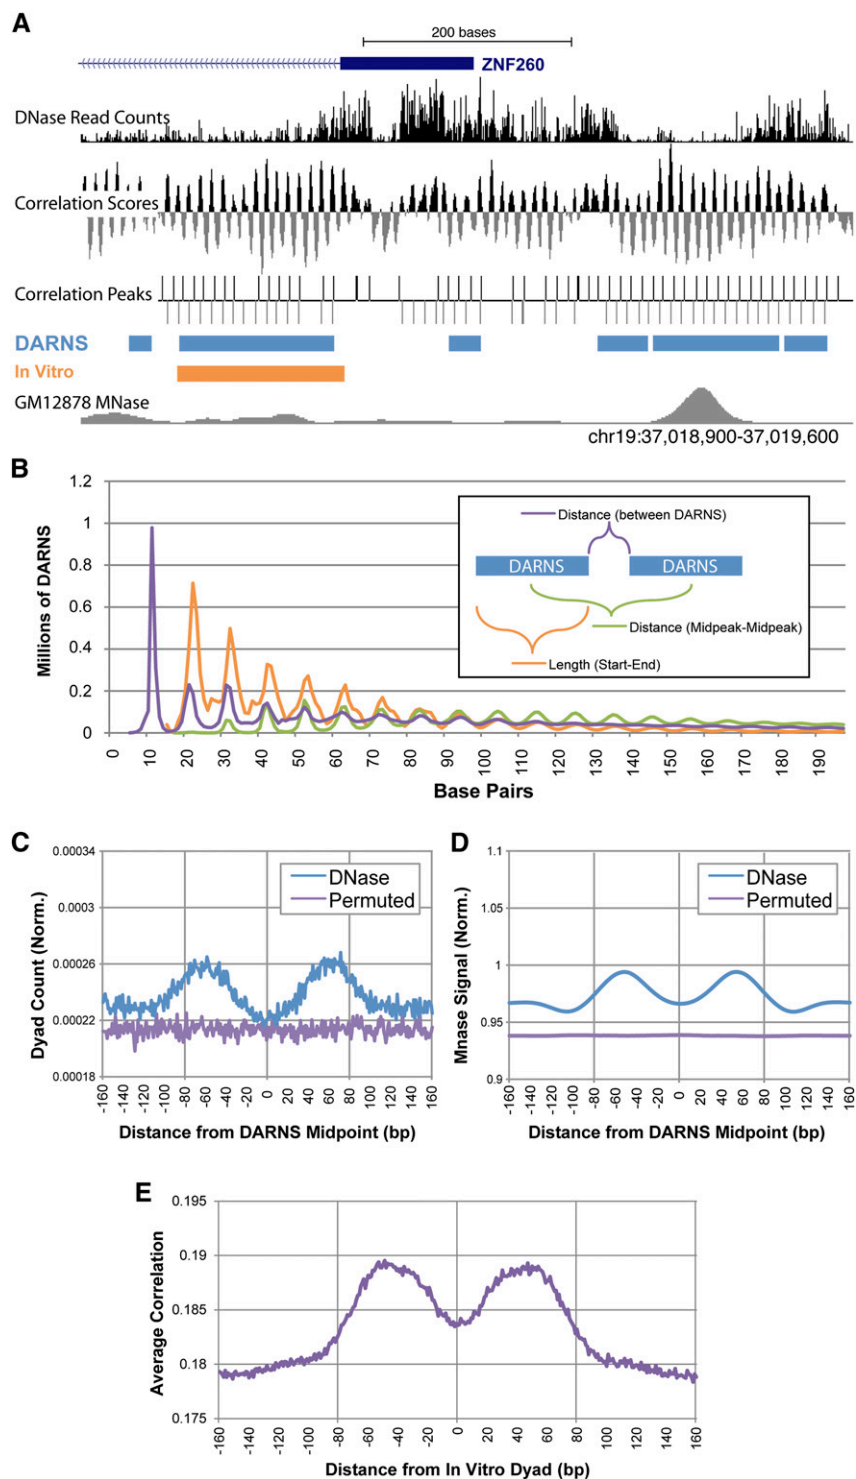 A
200 bases
ZNF260
DNase Read Counts
Correlation Scores
Correlation Peaks
DARNS
In Vitro
GM12878 MNase
chr19:37,018,900-37,019,600
B
1.2
1
0.8
0.6
0.4
0.2
0
Millions of DARNS
Distance (between DARNS)
DARNS
DARNS
Distance (Midpeak-Midpeak)
Length (Start-End)
0 10 20 30 40 50 60 70 80 90 100 110 120 130 140 150 160 170 180 190
Base Pairs
C
0.00034
0.0003
0.00026
0.00022
0.00018
Dyad Count (Norm.)
DNase
Permuted
-160 -140 -120 -100 -80 -60 -40 -20 0 20 40 60 80 100 120 140 160
Distance from DARNS Midpoint (bp)
D
1.1
1.05
1
0.95
0.9
Mnase Signal (Norm.)
DNase
Permuted
-160 -140 -120 -100 -80 -60 -40 -20 0 20 40 60 80 100 120 140 160
Distance from DARNS Midpoint (bp)
E
0.195
0.19
0.185
0.18
0.175
Average Correlation
-160 -140 -120 -100 -80 -60 -40 -20 0 20 40 60 80 100 120 140 160
Distance from In Vitro Dyad (bp)